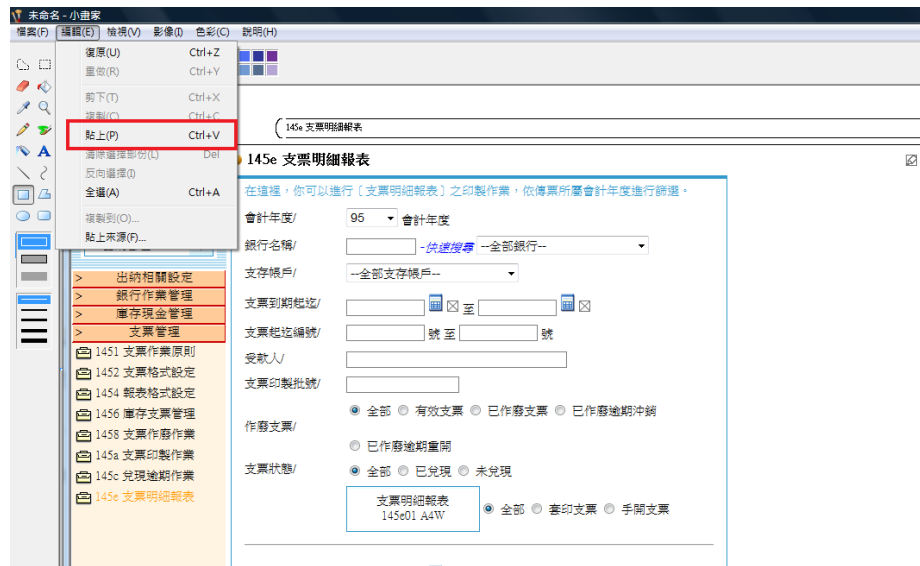 未命名 - 小畫家
檔案(F) 編輯(E) 檢視(V) 影像(I) 色彩(C) 說明(H)
復原(U) Ctrl+Z
重做(R) Ctrl+Y
剪下(T) Ctrl+X
複製(C) Ctrl+C
貼上(P) Ctrl+V
清除選擇部份(L) Del
反向選擇(I)
全選(A) Ctrl+A
複製到(O)...
貼上來源(F)...
A
> 出納相關設定
> 銀行作業管理
> 庫存現金管理
> 支票管理
1451 支票作業原則
1452 支票格式設定
1454 報表格式設定
1456 庫存支票管理
1458 支票作廢作業
145a 支票印製作業
145c 兌現逾期作業
145e 支票明細報表
145e 支票明細報表
145e 支票明細報表
在這裡，你可以進行〔支票明細報表〕之印製作業，依傳票所屬會計年度進行篩選。
會計年度/ 95 會計年度
銀行名稱/ -快速搜尋 --全部銀行--
支存帳戶/ --全部支存帳戶--
支票到期起迄/ 至
支票起迄編號/ 號 至 號
受款人/
支票印製批號/
作廢支票/ 全部 有效支票 已作廢支票 已作廢逾期沖銷
已作廢逾期重開
支票狀態/ 全部 已兌現 未兌現
支票明細報表
145e01 A4W
全部 套印支票 手開支票